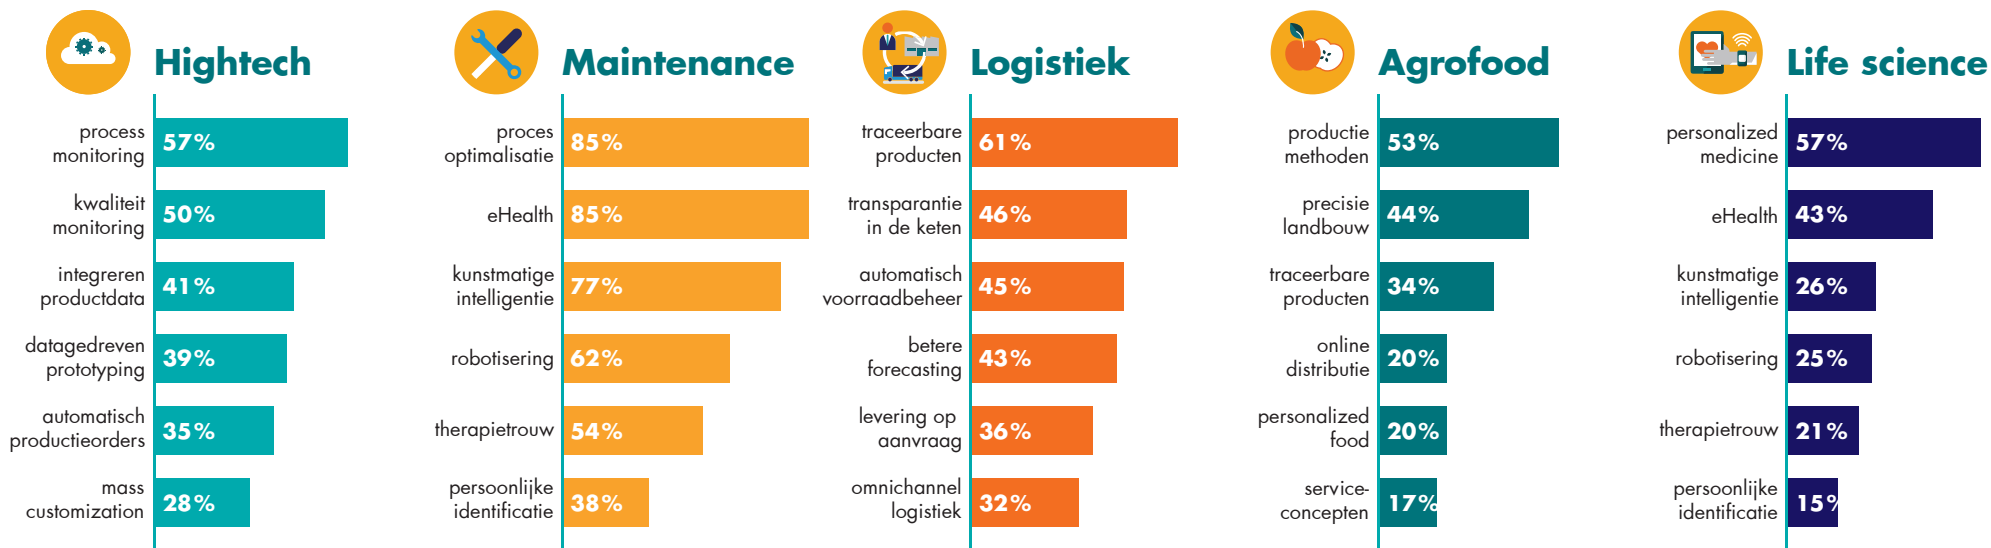 Hightech
process
monitoring
57%
kwaliteit
monitoring
50%
integreren
productdata
41%
datagedreven
prototyping
39%
automatisch
productieorders
35%
mass
customization
28%
Maintenance
proces
optimalisatie
85%
eHealth
85%
kunstmatige
intelligentie
77%
robotisering
62%
therapietrouw
54%
persoonlijke
identificatie
38%
Logistiek
traceerbare
producten
61%
transparantie
in de keten
46%
automatisch
voorraadbeheer
45%
betere
forecasting
43%
levering op
aanvraag
36%
omnichannel
logistiek
32%
Agrofood
productie
methoden
53%
precisie
landbouw
44%
traceerbare
producten
34%
online
distributie
20%
personalized
food
20%
service-
concepten
17%
Life science
personalized
medicine
57%
eHealth
43%
kunstmatige
intelligentie
26%
robotisering
25%
therapietrouw
21%
persoonlijke
identificatie
15%